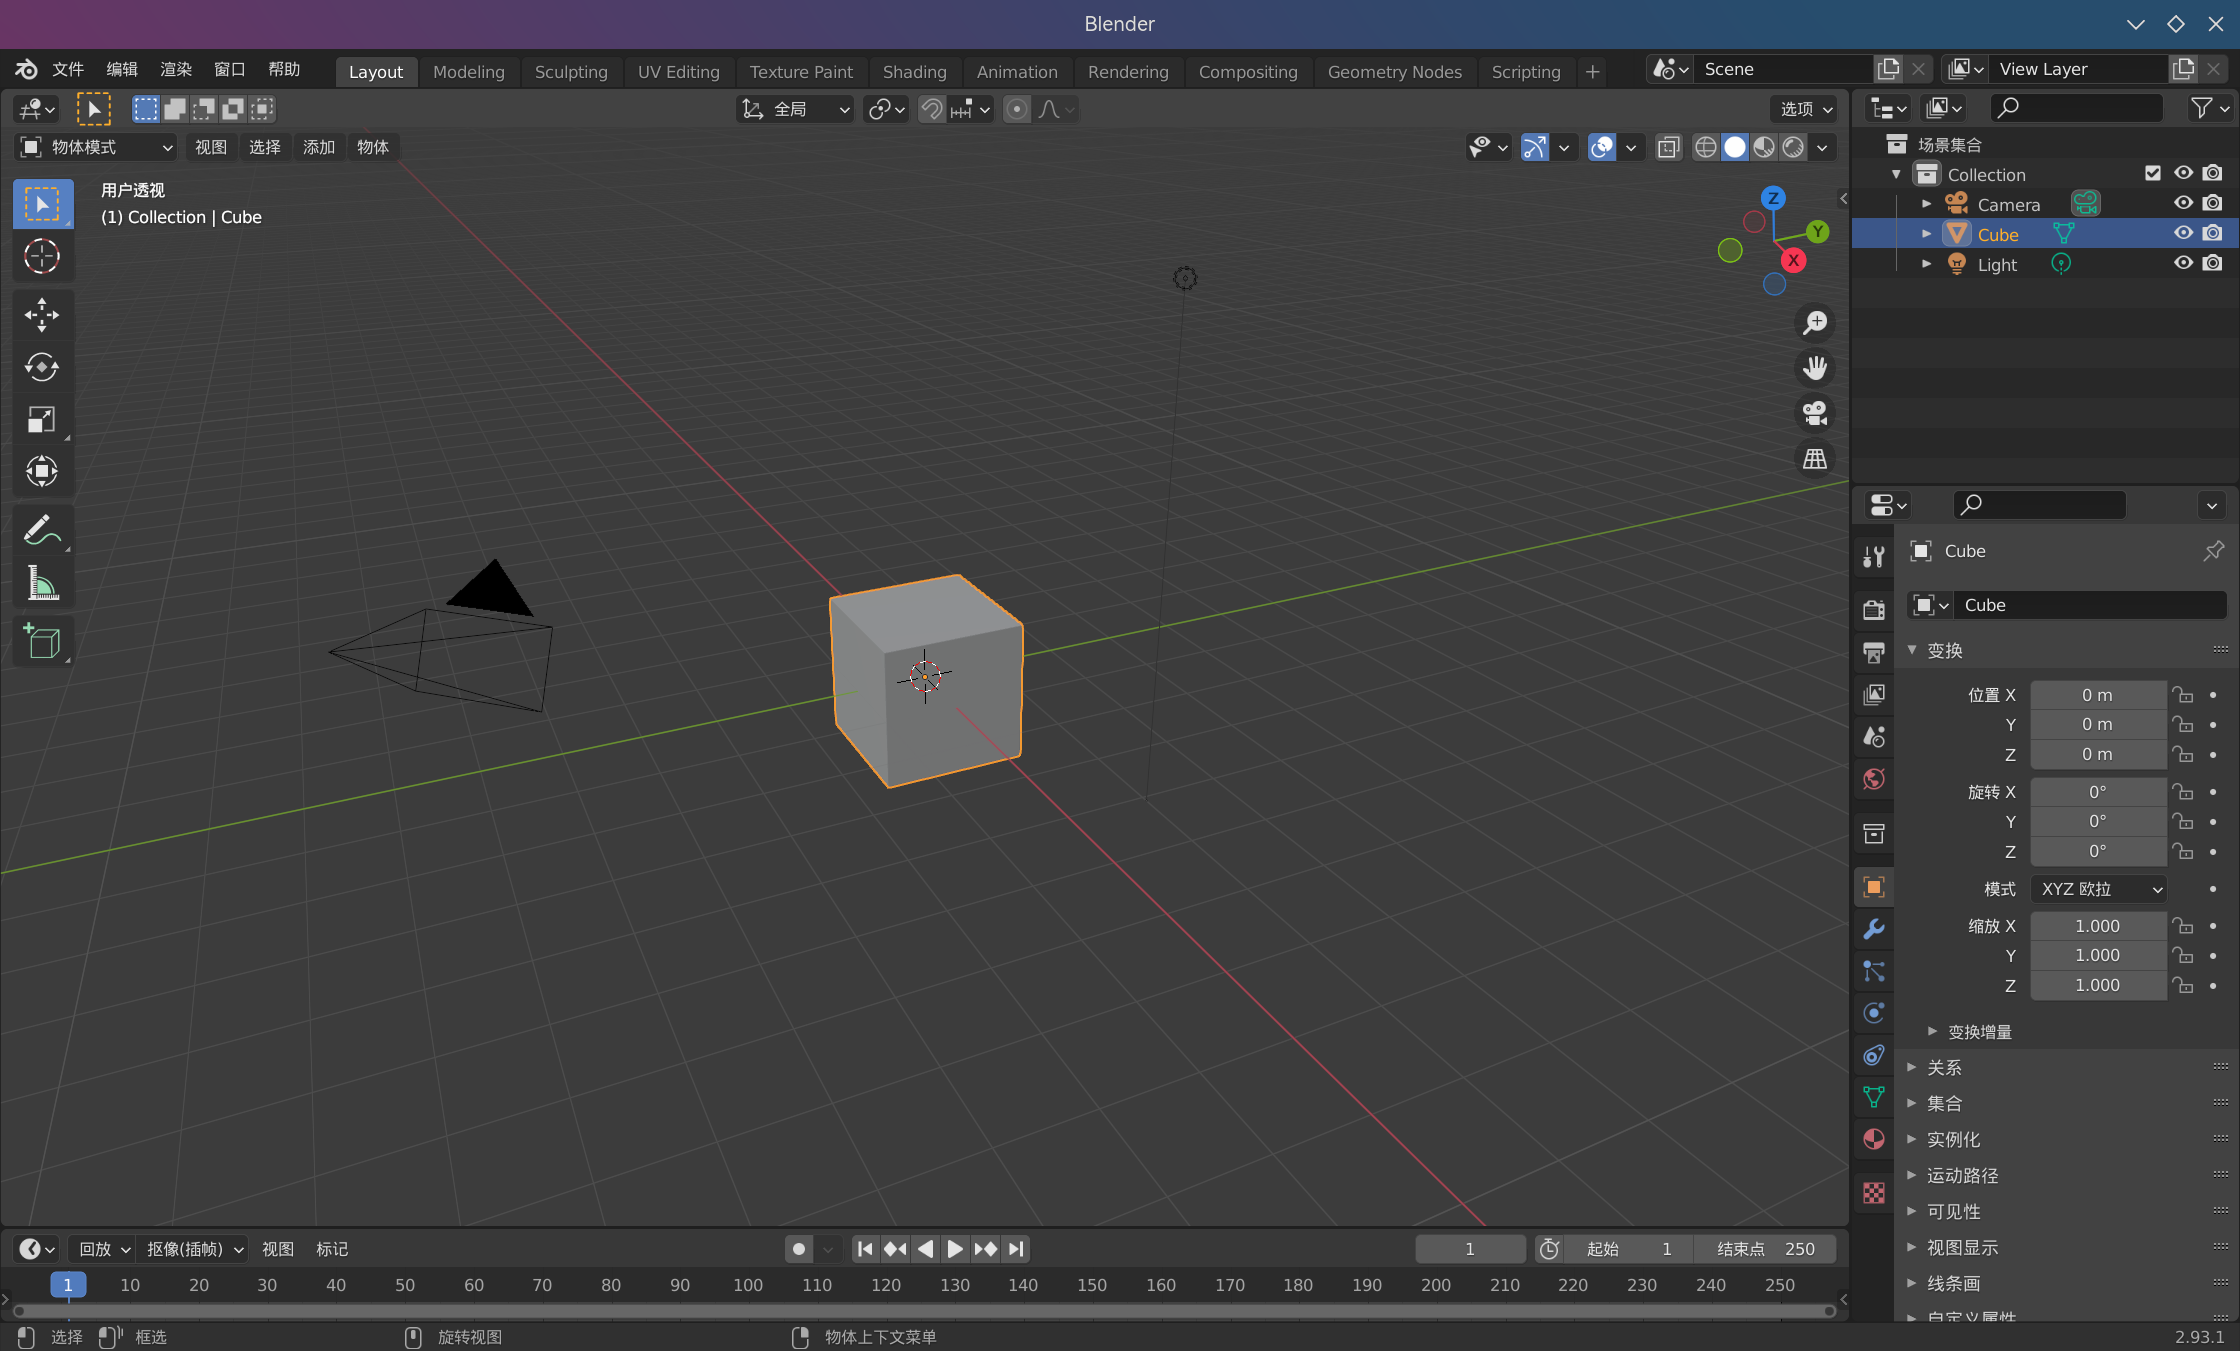 Blender
文件 编辑 渲染 窗口 帮助 Layout Modeling Sculpting UV Editing Texture Paint Shading Animation Rendering Compositing Geometry Nodes Scripting + Scene View Layer
全局 选项
物体模式 视图 选择 添加 物体
用户透视
(1) Collection | Cube
Z
Y
X
场景集合
Collection
Camera
Cube
Light
Cube
Cube
变换
位置 X 0 m
Y 0 m
Z 0 m
旋转 X 0°
Y 0°
Z 0°
模式 XYZ 欧拉
缩放 X 1.000
Y 1.000
Z 1.000
变换增量
关系
集合
实例化
运动路径
可见性
视图显示
线条画
自定义属性
回放 抠像(插帧) 视图 标记 1 起始 1 结束点 250
1 10 20 30 40 50 60 70 80 90 100 110 120 130 140 150 160 170 180 190 200 210 220 230 240 250
选择 框选 旋转视图 物体上下文菜单 2.93.1